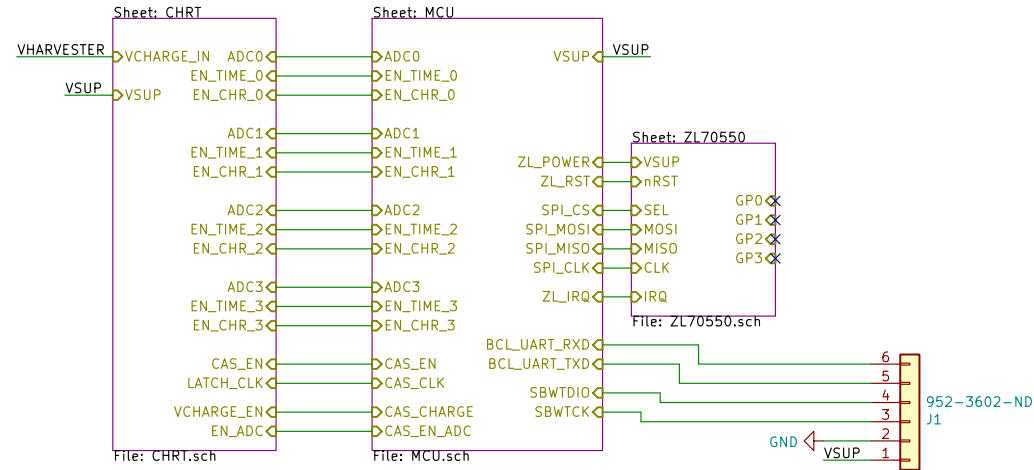 Sheet: CHRT
VHARVESTER
VCHARGE_IN
VSUP
VSUP
ADC0
EN_TIME_0
EN_CHR_0
ADC1
EN_TIME_1
EN_CHR_1
ADC2
EN_TIME_2
EN_CHR_2
ADC3
EN_TIME_3
EN_CHR_3
CAS_EN
LATCH_CLK
VCHARGE_EN
EN_ADC
File: CHRT.sch
Sheet: MCU
ADC0
EN_TIME_0
EN_CHR_0
ADC1
EN_TIME_1
EN_CHR_1
ADC2
EN_TIME_2
EN_CHR_2
ADC3
EN_TIME_3
EN_CHR_3
CAS_EN
CAS_CLK
CAS_CHARGE
CAS_EN_ADC
VSUP
VSUP
ZL_POWER
ZL_RST
SPI_CS
SPI_MOSI
SPI_MISO
SPI_CLK
ZL_IRQ
BCL_UART_RXD
BCL_UART_TXD
SBWTDIO
SBWTCK
File: MCU.sch
Sheet: ZL70550
VSUP
nRST
SEL
MOSI
MISO
CLK
IRQ
GP0
GP1
GP2
GP3
File: ZL70550.sch
6
5
4
3
2
1
GND
VSUP
952-3602-ND
J1